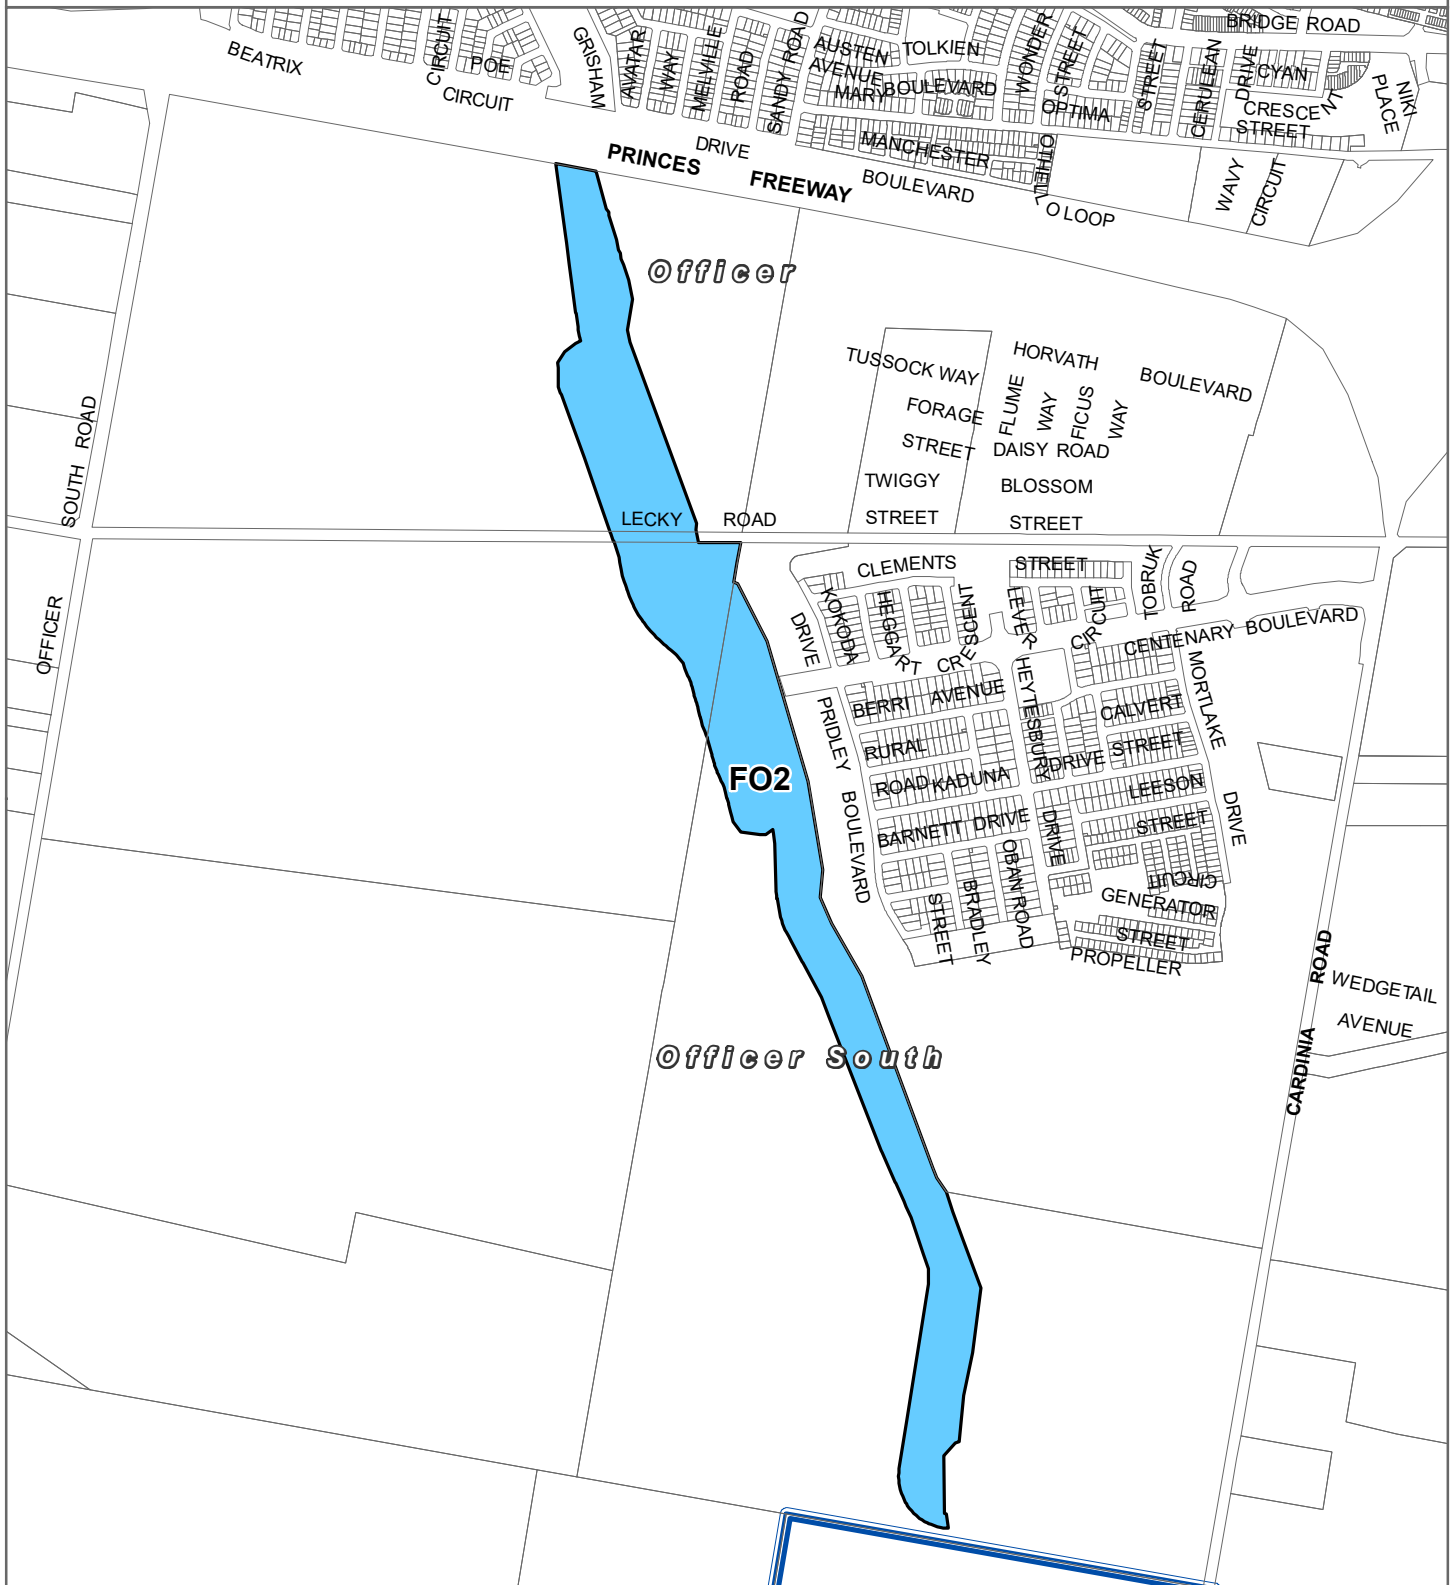 BRIDGE ROAD
BEATRIX
CIRCUIT
POE
CIRCUIT
GRISHAM
AVATAR
WAY
MELVILLE
ROAD
SANDY ROAD
AUSTEN
AVENUE
TOLKIEN
MARY BOULEVARD
WONDER
STREET
OPTIMA
STREET
CERULEAN
DRIVE
CYAN
CRESCENT
STREET
NIKI
PLACE
DRIVE
PRINCES FREEWAY
MANCHESTER
BOULEVARD
OTHELLO LOOP
WAVY
CIRCUIT
Officer
TUSSOCK WAY
HORVATH BOULEVARD
FORAGE
STREET
FLUME
WAY
FICUS
WAY
DAISY ROAD
TWIGGY
STREET
BLOSSOM
STREET
SOUTH ROAD
LECKY ROAD
OFFICER
CLEMENTS STREET
KOKODA
DRIVE
HEGGART CRESCENT
LEVER
CIRCUIT
TOBRUK
ROAD
CENTENARY BOULEVARD
PRIDLEY
BOULEVARD
BERRI AVENUE
HEYTESBURY
DRIVE
MORTLAKE
DRIVE
CALVERT
STREET
RURAL
ROAD
KADUNA
DRIVE
LEESON
STREET
BARNETT DRIVE
FO2
OBAN ROAD
BRADLEY
STREET
CIRCUIT
GENERATOR
STREET
PROPELLER
CARDINIA ROAD
WEDGETAIL
AVENUE
Officer South